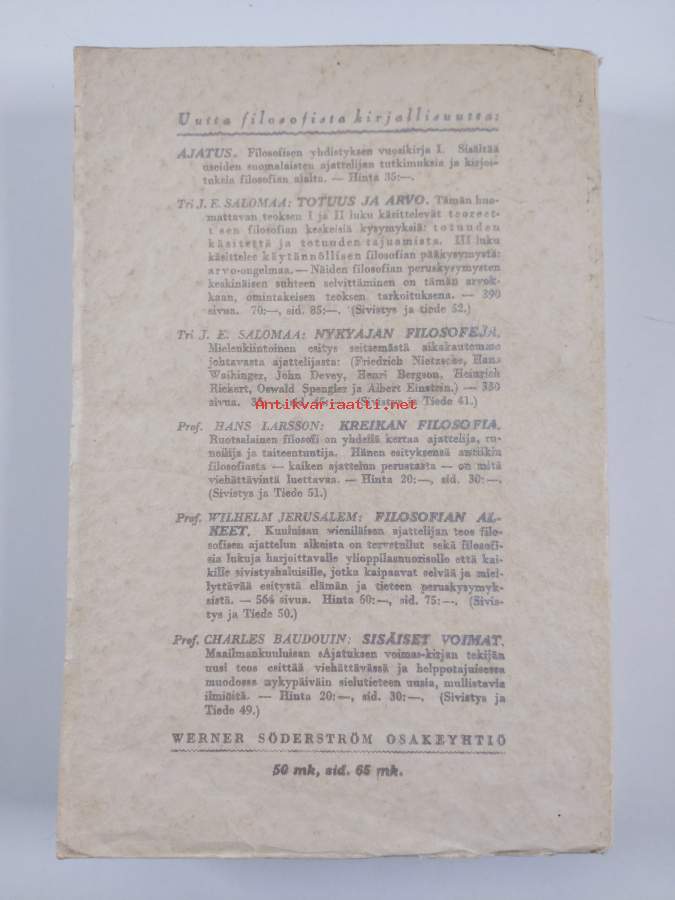 Uutta filosofista kirjallisuutta:
AJATUS. Filosofisen yhdistyksen vuosikirja I. Sisältää
useiden suomalaisten ajattelijan tutkimuksia ja kirjoi-
tuksia filosofian alalta. — Hinta 35:—.
Tri J. E. SALOMAA: TOTUUS JA ARVO. Tämän huo-
mattavan teoksen I ja II luku käsittelevät teoreet-
tisen filosofian keskeisiä kysymyksiä: totuuden
käsitettä ja totuuden tajuamista. III luku
käsittelee käytännöllisen filosofian pääkysymystä:
arvo-ongelmaa. — Näiden filosofian peruskysymysten
keskinäisen suhteen selvittäminen on tämän arvok-
kaan, omintakeisen teoksen tarkoituksena. — 390
sivua. 70:—, sid. 85:—. (Sivistys ja tiede 52.)
Tri J. E. SALOMAA: NYKYAJAN FILOSOFEJA.
Mielenkiintoinen esitys seitsemästä aikakautemme
johtavasta ajattelijasta: (Friedrich Nietzsche, Hans
Waihinger, John Devey, Henri Bergson, Heinrich
Rickert, Oswald Spengler ja Albert Einstein.) — 330
sivua. sid. 45:—. (Sivistys ja Tiede 41.)
Antikvariaatti.net
Prof. HANS LARSSON: KREIKAN FILOSOFIA.
Ruotsalainen filosofi on yhdellä kertaa ajattelija, ru-
noilija ja taiteentuntija. Hänen esityksensä antiikin
filosofiasta — kaiken ajattelun perustasta — on mitä
viehättävintä luettavaa. — Hinta 20:—, sid. 30:—.
(Sivistys ja Tiede 51.)
Prof. WILHELM JERUSALEM: FILOSOFIAN AL-
KEET. Kuuluisan wieniläisen ajattelijan teos filo-
sofisen ajattelun alkeista on tervetullut sekä filosofi-
sia lukuja harjoittavalle ylioppilasnuorisolle että kai-
kille sivistyshaluisille, jotka kaipaavat selvää ja miel-
lyttävää esitystä elämän ja tieteen peruskysymyk-
sistä. — 564 sivua. Hinta 60:—, sid. 75:—. (Sivis-
tys ja Tiede 50.)
Prof. CHARLES BAUDOUIN: SISÄISET VOIMAT.
Maailmankuuluisan »Ajatuksen voima»-kirjan tekijän
uusi teos esittää viehättävässä ja helppotajuisessa
muodossa nykypäiväin sielutieteen uusia, mullistavia
ilmiöitä. — Hinta 20:—, sid. 30:—. (Sivistys ja
Tiede 49.)
WERNER SÖDERSTRÖM OSAKEYHTIÖ
50 mk, sid. 65 mk.